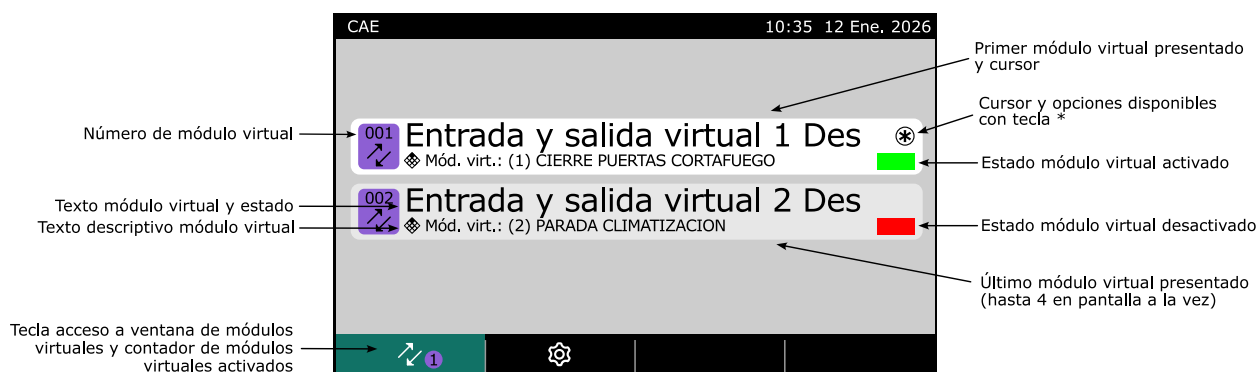 CAE
10:35 12 Ene. 2026
Primer módulo virtual presentado
y cursor
Cursor y opciones disponibles
con tecla *
Número de módulo virtual
001
Entrada y salida virtual 1 Des
Mód. virt.: (1) CIERRE PUERTAS CORTAFUEGO
Estado módulo virtual activado
002
Entrada y salida virtual 2 Des
Texto módulo virtual y estado
Texto descriptivo módulo virtual
Mód. virt.: (2) PARADA CLIMATIZACION
Estado módulo virtual desactivado
Último módulo virtual presentado
(hasta 4 en pantalla a la vez)
Tecla acceso a ventana de módulos
virtuales y contador de módulos
virtuales activados
1